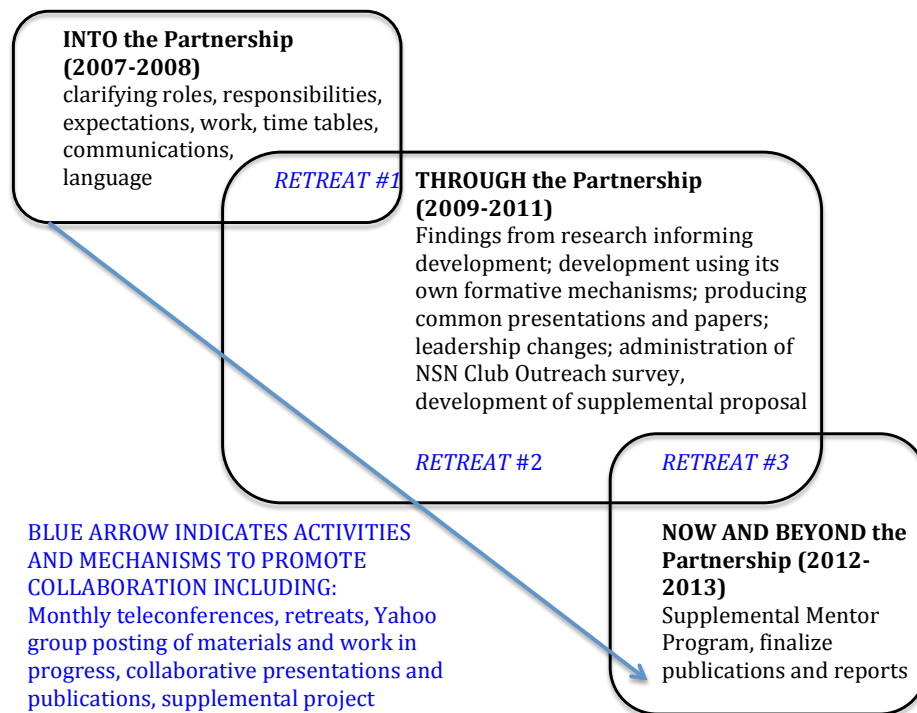 INTO the Partnership
(2007-2008)
clarifying roles, responsibilities,
expectations, work, time tables,
communications,
language
RETREAT #1
THROUGH the Partnership
(2009-2011)
Findings from research informing
development; development using its
own formative mechanisms; producing
common presentations and papers;
leadership changes; administration of
NSN Club Outreach survey,
development of supplemental proposal
RETREAT #2
RETREAT #3
BLUE ARROW INDICATES ACTIVITIES
AND MECHANISMS TO PROMOTE
COLLABORATION INCLUDING:
Monthly teleconferences, retreats, Yahoo
group posting of materials and work in
progress, collaborative presentations and
publications, supplemental project
NOW AND BEYOND the
Partnership (2012-
2013)
Supplemental Mentor
Program, finalize
publications and reports